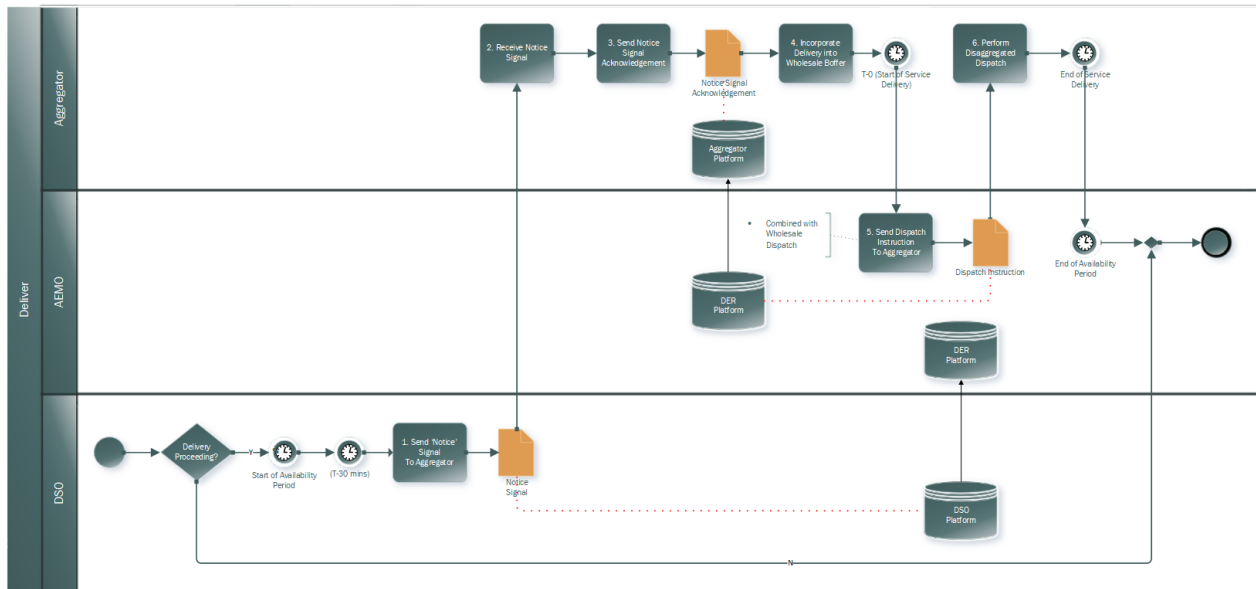 Deliver
Aggregator
2. Receive Notice
Signal
3. Send Notice
Signal
Acknowledgement
Notice Signal
Acknowledgement
4. Incorporate
Delivery into
Wholesale Boffer
T-0 (Start of Service
Delivery)
6. Perform
Disaggregated
Dispatch
End of Service
Delivery
Aggregator
Platform
AEMO
Combined with
Wholesale
Dispatch
5. Send Dispatch
Instruction
To Aggregator
Dispatch Instruction
End of Availability
Period
DER
Platform
DER
Platform
DSO
Delivery
Proceeding?
Y
Start of Availability
Period
(T-30 mins)
1. Send 'Notice'
Signal
To Aggregator
Notice
Signal
DSO
Platform
N